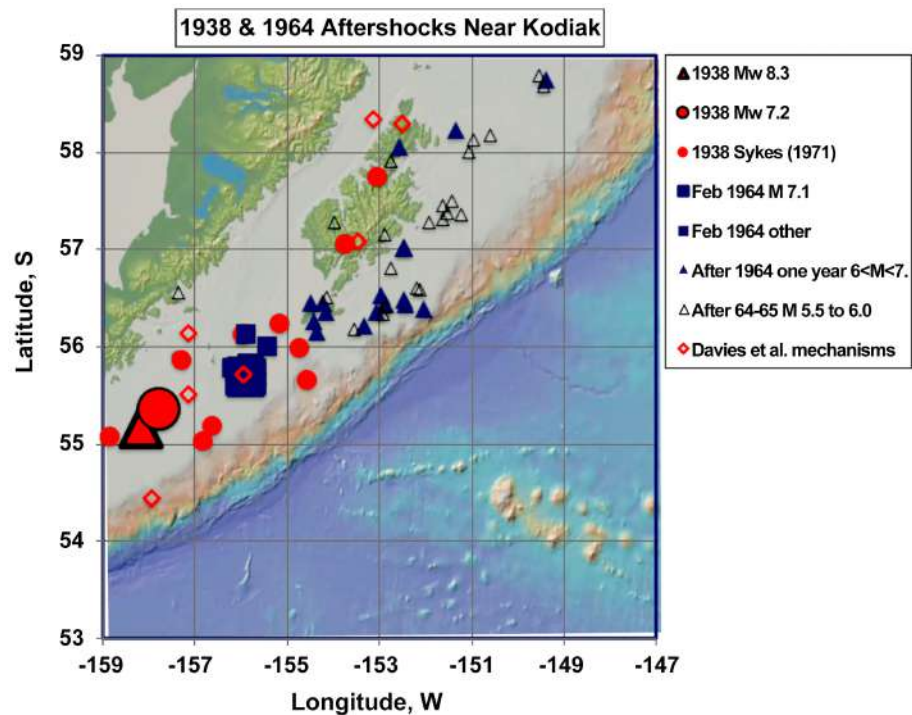 1938 & 1964 Aftershocks Near Kodiak
59
58
57
56
55
54
53
Latitude, S
-159
-157
-155
-153
-151
-149
-147
Longitude, W
1938 Mw 8.3
1938 Mw 7.2
1938 Sykes (1971)
Feb 1964 M 7.1
Feb 1964 other
After 1964 one year 6<M<7.
After 64-65 M 5.5 to 6.0
Davies et al. mechanisms